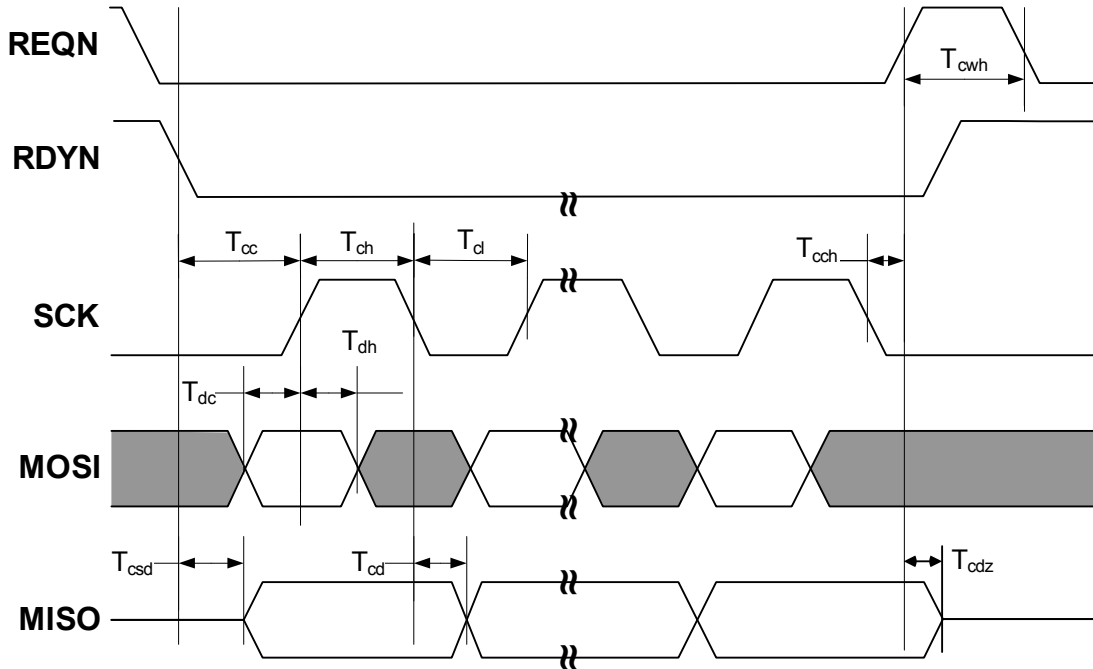 REQN
T_cwh
RDYN
T_cc
T_ch
T_cl
T_cch
SCK
T_dh
T_dc
MOSI
T_csd
T_cd
T_cdz
MISO